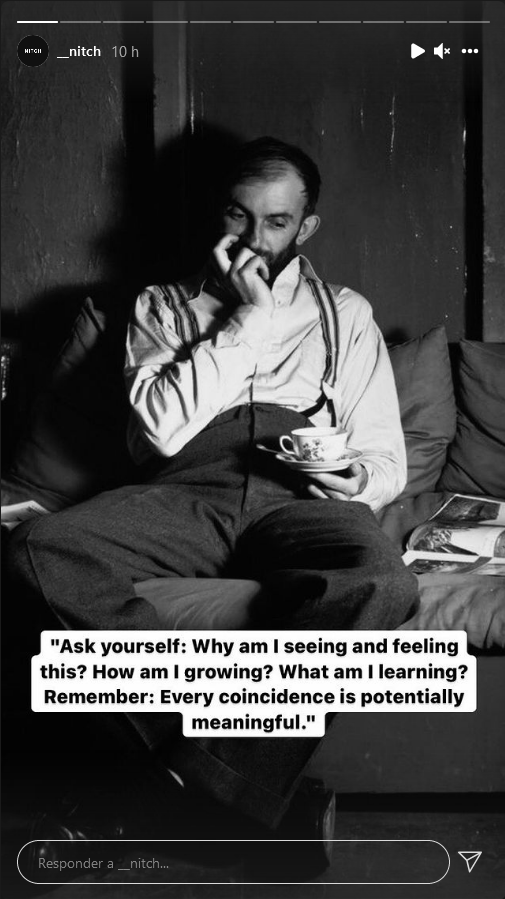 NITCH
__nitch 10 h
"Ask yourself: Why am I seeing and feeling
this? How am I growing? What am I learning?
Remember: Every coincidence is potentially
meaningful."
Responder a __nitch...